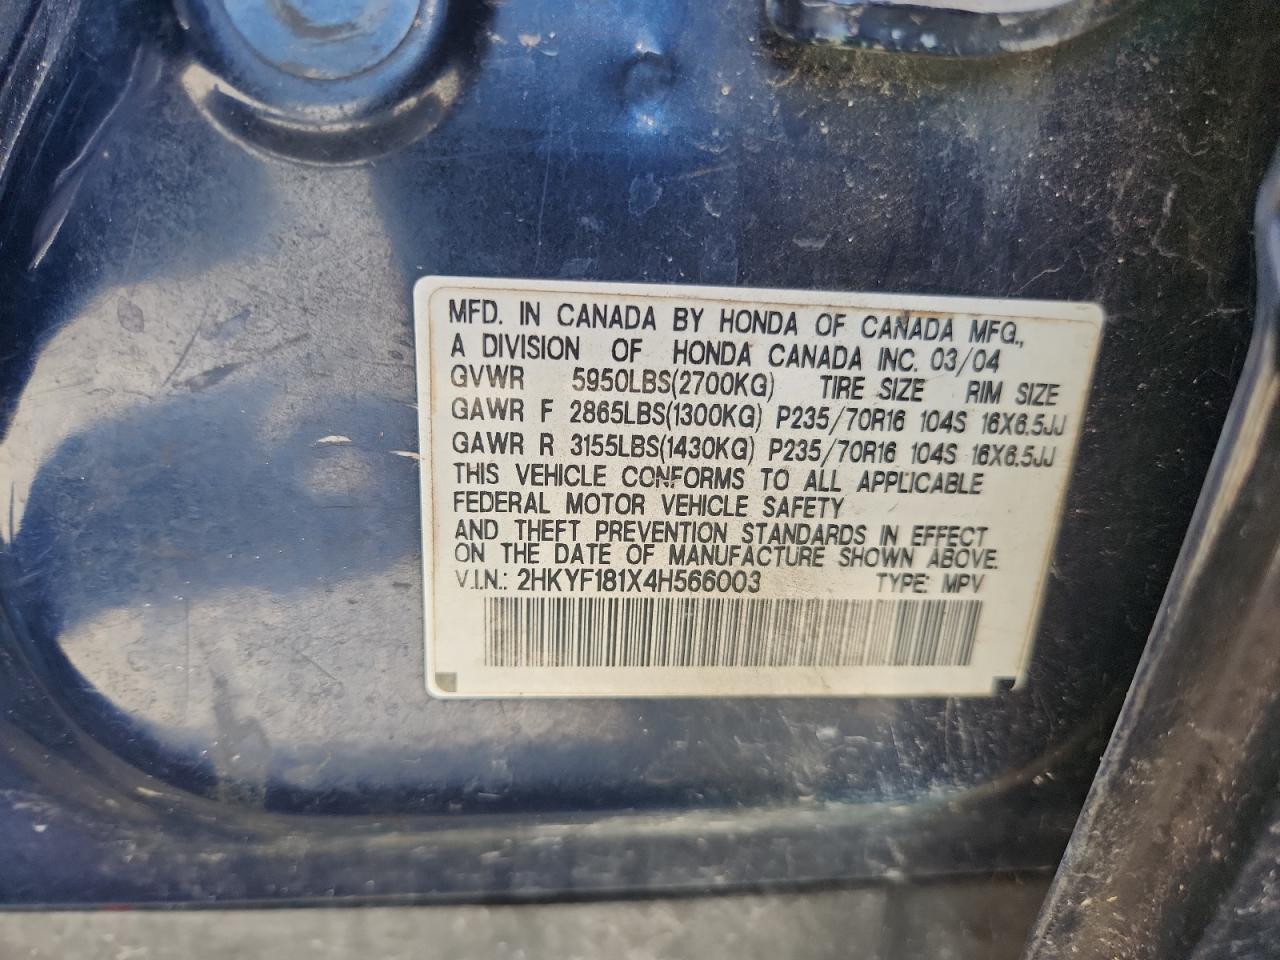 MFD. IN CANADA BY HONDA OF CANADA MFG.,
A DIVISION OF HONDA CANADA INC. 03/04
GVWR 5950LBS(2700KG) TIRE SIZE RIM SIZE
GAWR F 2865LBS(1300KG) P235/70R16 104S 16X6.5JJ
GAWR R 3155LBS(1430KG) P235/70R16 104S 16X6.5JJ
THIS VEHICLE CONFORMS TO ALL APPLICABLE
FEDERAL MOTOR VEHICLE SAFETY
AND THEFT PREVENTION STANDARDS IN EFFECT
ON THE DATE OF MANUFACTURE SHOWN ABOVE.
V.I.N.: 2HKYF181X4H566003 TYPE: MPV